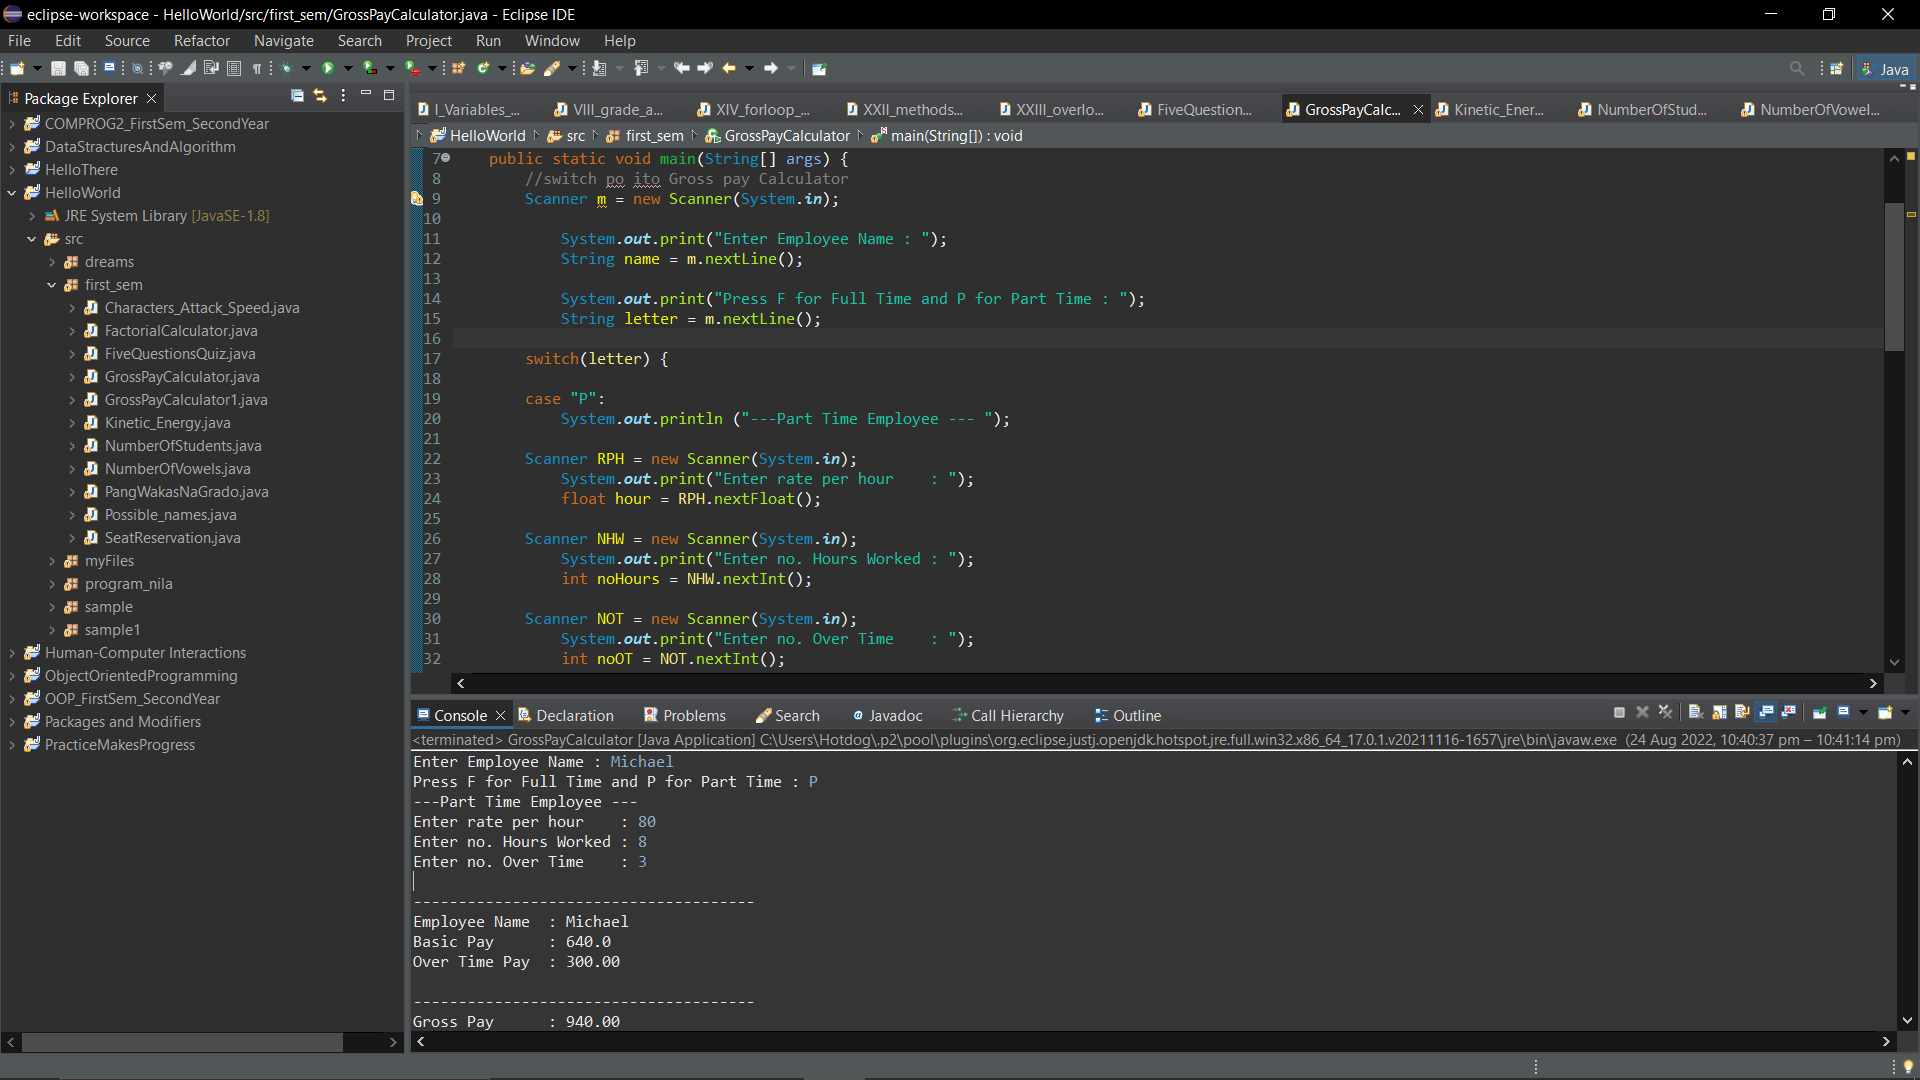 eclipse-workspace - HelloWorld/src/first_sem/GrossPayCalculator.java - Eclipse IDE
File Edit Source Refactor Navigate Search Project Run Window Help
Java
Package Explorer
COMPROG2_FirstSem_SecondYear
DataStracturesAndAlgorithm
HelloThere
HelloWorld
JRE System Library [JavaSE-1.8]
src
dreams
first_sem
Characters_Attack_Speed.java
FactorialCalculator.java
FiveQuestionsQuiz.java
GrossPayCalculator.java
GrossPayCalculator1.java
Kinetic_Energy.java
NumberOfStudents.java
NumberOfVowels.java
PangWakasNaGrado.java
Possible_names.java
SeatReservation.java
myFiles
program_nila
sample
sample1
Human-Computer Interactions
ObjectOrientedProgramming
OOP_FirstSem_SecondYear
Packages and Modifiers
PracticeMakesProgress
I_Variables_... VIII_grade_a... XIV_forloop_... XXII_methods... XXIII_overlo... FiveQuestion... GrossPayCalc... Kinetic_Ener... NumberOfStud... NumberOfVowel...
HelloWorld src first_sem GrossPayCalculator main(String[]) : void
7 public static void main(String[] args) {
8 //switch po ito Gross pay Calculator
9 Scanner m = new Scanner(System.in);
10
11 System.out.print("Enter Employee Name : ");
12 String name = m.nextLine();
13
14 System.out.print("Press F for Full Time and P for Part Time : ");
15 String letter = m.nextLine();
16
17 switch(letter) {
18
19 case "P":
20 System.out.println ("---Part Time Employee --- ");
21
22 Scanner RPH = new Scanner(System.in);
23 System.out.print("Enter rate per hour    : ");
24 float hour = RPH.nextFloat();
25
26 Scanner NHW = new Scanner(System.in);
27 System.out.print("Enter no. Hours Worked : ");
28 int noHours = NHW.nextInt();
29
30 Scanner NOT = new Scanner(System.in);
31 System.out.print("Enter no. Over Time    : ");
32 int noOT = NOT.nextInt();
Console Declaration Problems Search Javadoc Call Hierarchy Outline
<terminated> GrossPayCalculator [Java Application] C:\Users\Hotdog\.p2\pool\plugins\org.eclipse.justj.openjdk.hotspot.jre.full.win32.x86_64_17.0.1.v20211116-1657\jre\bin\javaw.exe (24 Aug 2022, 10:40:37 pm – 10:41:14 pm)
Enter Employee Name : Michael
Press F for Full Time and P for Part Time : P
---Part Time Employee ---
Enter rate per hour    : 80
Enter no. Hours Worked : 8
Enter no. Over Time    : 3
--------------------------------------
Employee Name  : Michael
Basic Pay      : 640.0
Over Time Pay  : 300.00
--------------------------------------
Gross Pay      : 940.00